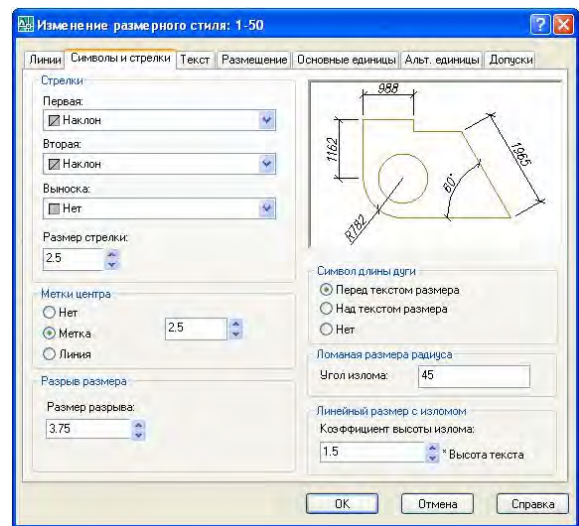 Изменение размерного стиля: 1-50
Линии Символы и стрелки Текст Размещение Основные единицы Альт. единицы Допуски
Стрелки
Первая:
Наклон
Вторая:
Наклон
Выноска:
Нет
Размер стрелки:
2.5
Метки центра
Нет
Метка
2.5
Линия
Разрыв размера
Размер разрыва:
3.75
988
1162
1965
60°
R782
Символ длины дуги
Перед текстом размера
Над текстом размера
Нет
Ломаная размера радиуса
Угол излома: 45
Линейный размер с изломом
Коэффициент высоты излома:
1.5 * Высота текста
OK Отмена Справка